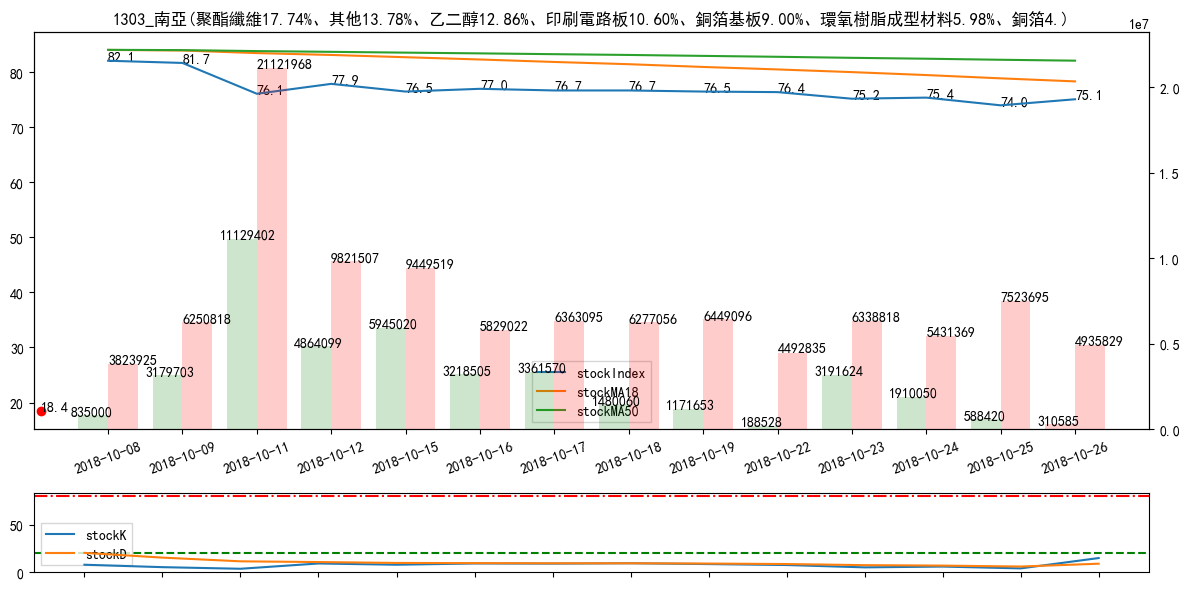 1303_南亞(聚酯纖維17.74%、其他13.78%、乙二醇12.86%、印刷電路板10.60%、銅箔基板9.00%、環氧樹脂成型材料5.98%、銅箔4.)
1e7
82.1 81.7 76.1 77.9 76.5 77.0 76.7 76.7 76.5 76.4 75.2 75.4 74.0 75.1
21121968
11129402
9821507
9449519
3823925 6250818 5829022 6363095 6277056 6449096 4492835 6338818 5431369 7523695 4935829
835000 3179703 4864099 5945020 3218505 3361570 1480060 1171653 188528 3191624 1910050 588420 310585
18.4
80
70
60
50
40
30
20
2.0
1.5
1.0
0.5
0.0
stockIndex
stockMA18
stockMA50
2018-10-08 2018-10-09 2018-10-11 2018-10-12 2018-10-15 2018-10-16 2018-10-17 2018-10-18 2018-10-19 2018-10-22 2018-10-23 2018-10-24 2018-10-25 2018-10-26
50
0
stockK
stockD